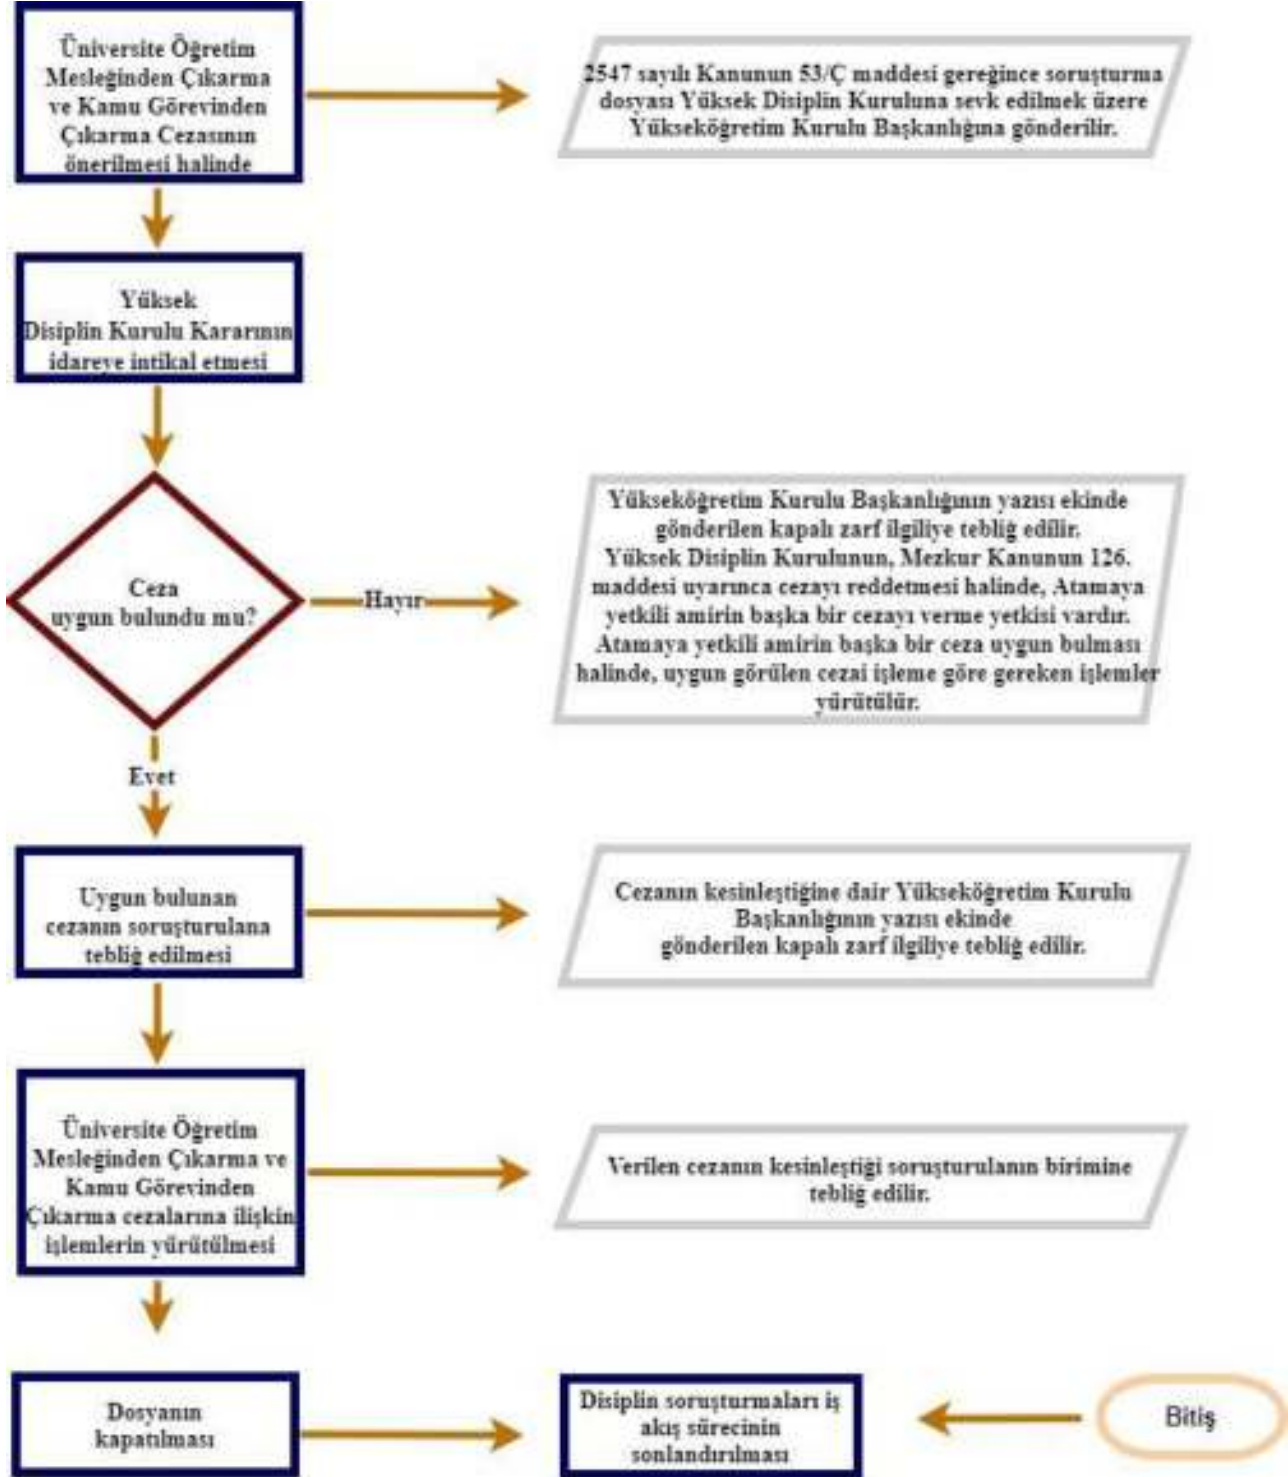 Üniversite Öğretim
Mesleğinden Çıkarma
ve Kamu Görevinden
Çıkarma Cezasının
önerilmesi halinde
2547 sayılı Kanunun 53/Ç maddesi gereğince soruşturma
dosyası Yüksek Disiplin Kuruluna sevk edilmek üzere
Yükseköğretim Kurulu Başkanlığına gönderilir.
Yüksek
Disiplin Kurulu Kararının
idareye intikal etmesi
Ceza
uygun bulundu mu?
Hayır
Yükseköğretim Kurulu Başkanlığının yazısı ekinde
gönderilen kapalı zarf ilgiliye tebliğ edilir.
Yüksek Disiplin Kurulunun, Mezkur Kanunun 126.
maddesi uyarınca cezayı reddetmesi halinde, Atamaya
yetkili amirin başka bir cezayı verme yetkisi vardır.
Atamaya yetkili amirin başka bir ceza uygun bulması
halinde, uygun görülen cezai işleme göre gereken işlemler
yürütülür.
Evet
Uygun bulunan
cezanın soruşturulana
tebliğ edilmesi
Cezanın kesinleştiğine dair Yükseköğretim Kurulu
Başkanlığının yazısı ekinde
gönderilen kapalı zarf ilgiliye tebliğ edilir.
Üniversite Öğretim
Mesleğinden Çıkarma ve
Kamu Görevinden
Çıkarma cezalarına ilişkin
işlemlerin yürütülmesi
Verilen cezanın kesinleştiği soruşturulanın birimine
tebliğ edilir.
Dosyanın
kapatılması
Disiplin soruşturmaları iş
akış sürecinin
sonlandırılması
Bitiş